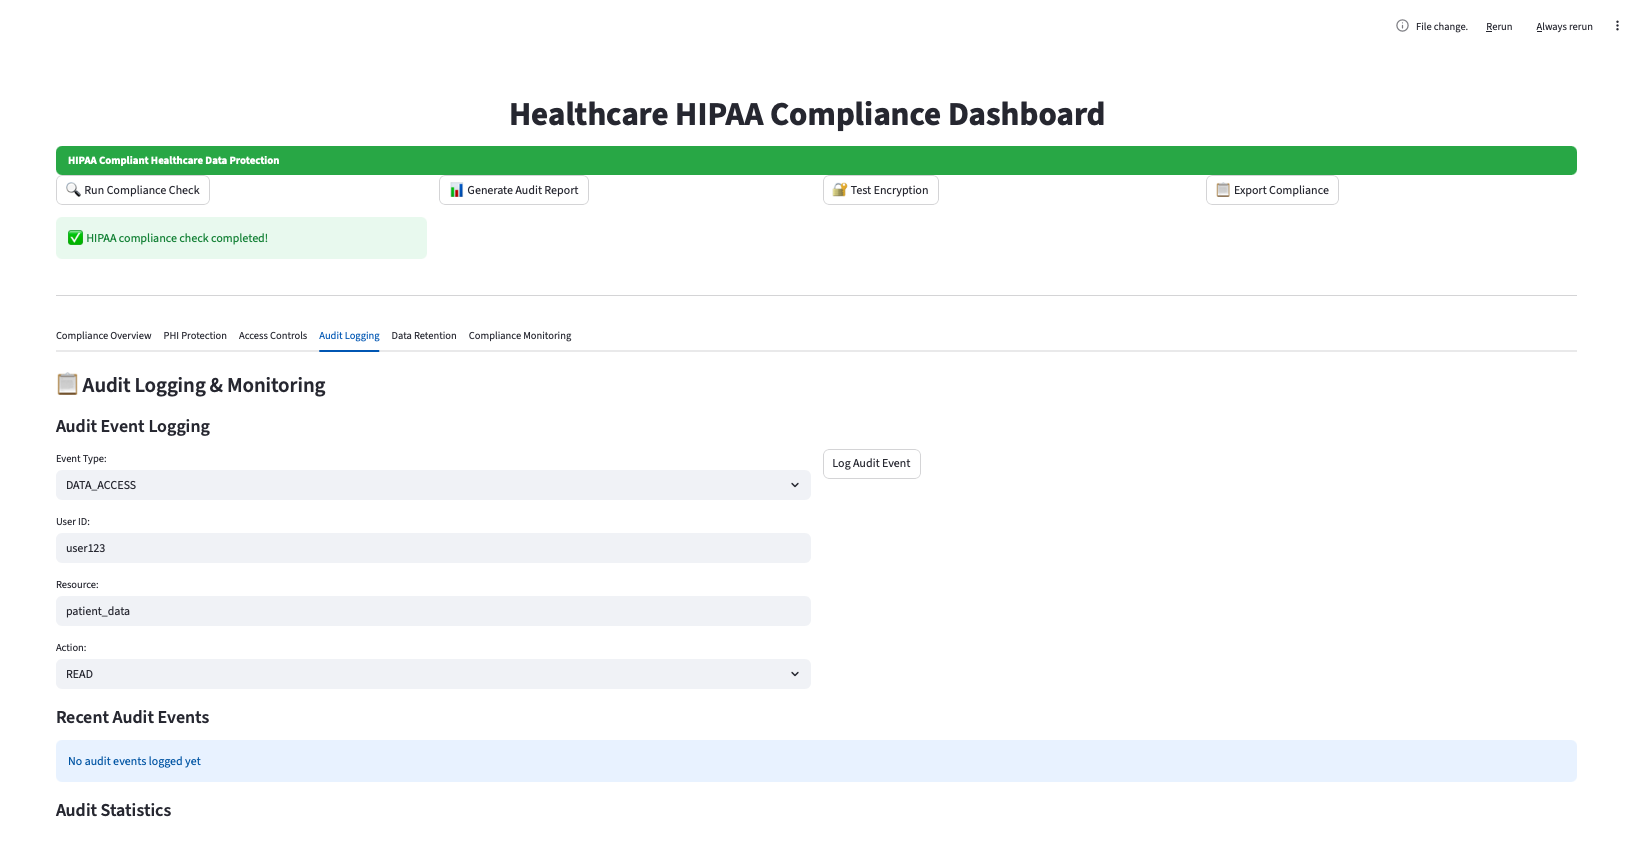 File change. Rerun Always rerun
Healthcare HIPAA Compliance Dashboard
HIPAA Compliant Healthcare Data Protection
Run Compliance Check
Generate Audit Report
Test Encryption
Export Compliance
HIPAA compliance check completed!
Compliance Overview PHI Protection Access Controls Audit Logging Data Retention Compliance Monitoring
Audit Logging & Monitoring
Audit Event Logging
Event Type:
DATA_ACCESS
Log Audit Event
User ID:
user123
Resource:
patient_data
Action:
READ
Recent Audit Events
No audit events logged yet
Audit Statistics